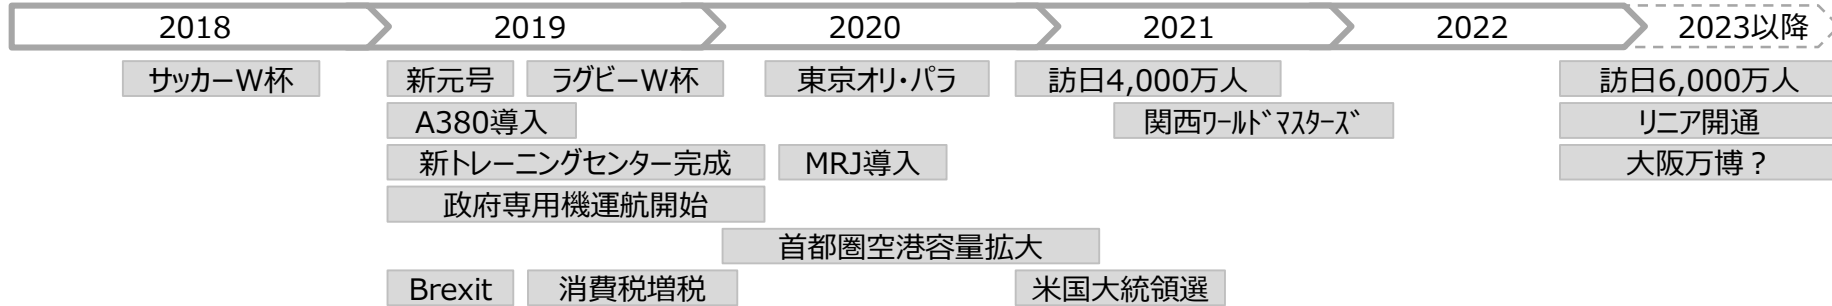 2018 2019 2020 2021 2022 2023以降
サッカーW杯 新元号 ラグビーW杯 東京オリ・パラ 訪日4,000万人 訪日6,000万人
A380導入 関西ﾜｰﾙﾄﾞﾏｽﾀｰｽﾞ リニア開通
新トレーニングセンター完成 MRJ導入 大阪万博？
政府専用機運航開始
首都圏空港容量拡大
Brexit 消費税増税 米国大統領選